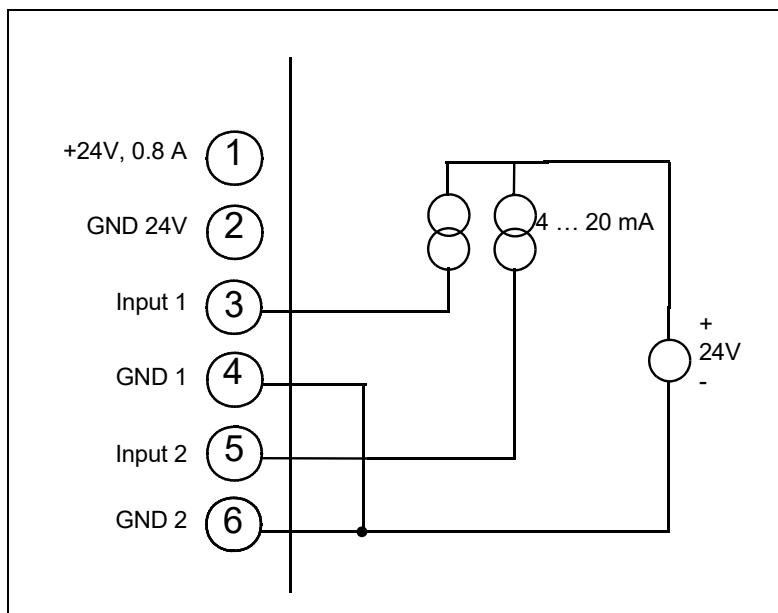 +24V, 0.8 A 1
GND 24V 2
Input 1 3
GND 1 4
Input 2 5
GND 2 6
4 … 20 mA
+
24V
-